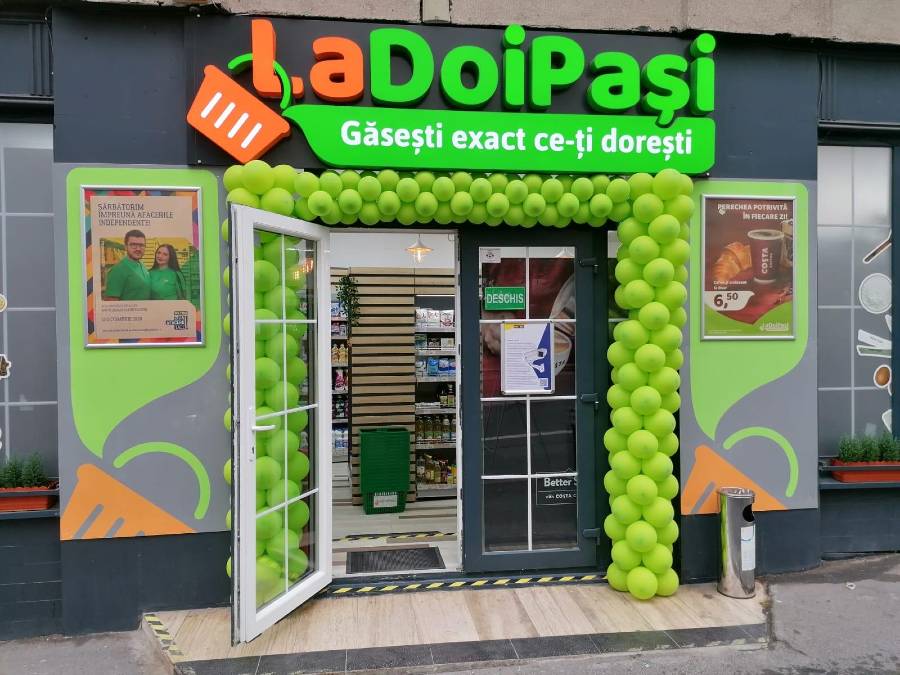 LaDoiPași
Găsești exact ce-ți dorești
SĂRBĂTORIM
ÎMPREUNĂ AFACERILE
INDEPENDENTE!
PERECHEA POTRIVITĂ
ÎN FIECARE ZI!
COSTA
6,50
LaDoiPași
DESCHIS
Better
COSTA